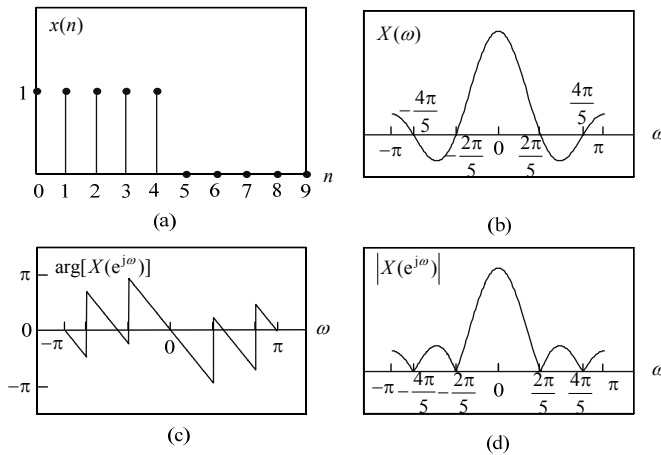 x(n)
1
0 1 2 3 4 5 6 7 8 9 n
(a)
X(ω)
−4π/5 4π/5
−π −2π/5 0 2π/5 π ω
(b)
arg[X(e^jω)]
π
0
−π 0 π ω
−π
(c)
|X(e^jω)|
−π −4π/5 −2π/5 0 2π/5 4π/5 π ω
(d)